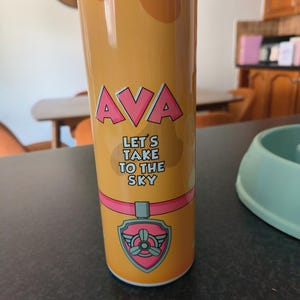 AVA
LET'S
TAKE
TO THE
SKY